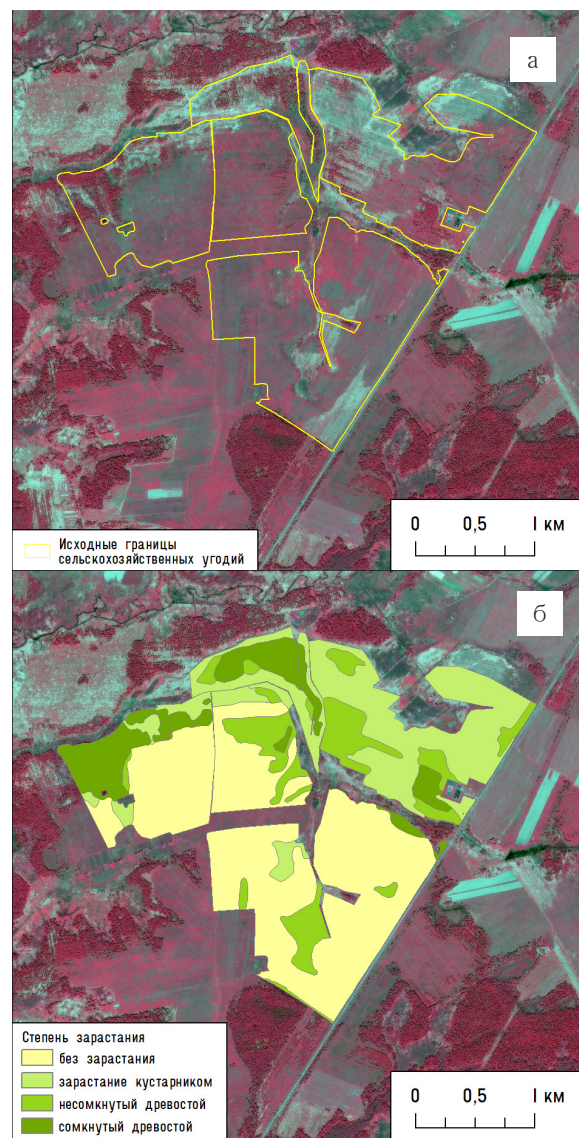 а
Исходные границы
сельскохозяйственных угодий
0 0,5 1 км
б
Степень зарастания
без зарастания
зарастание кустарником
несомкнутый древостой
сомкнутый древостой
0 0,5 1 км